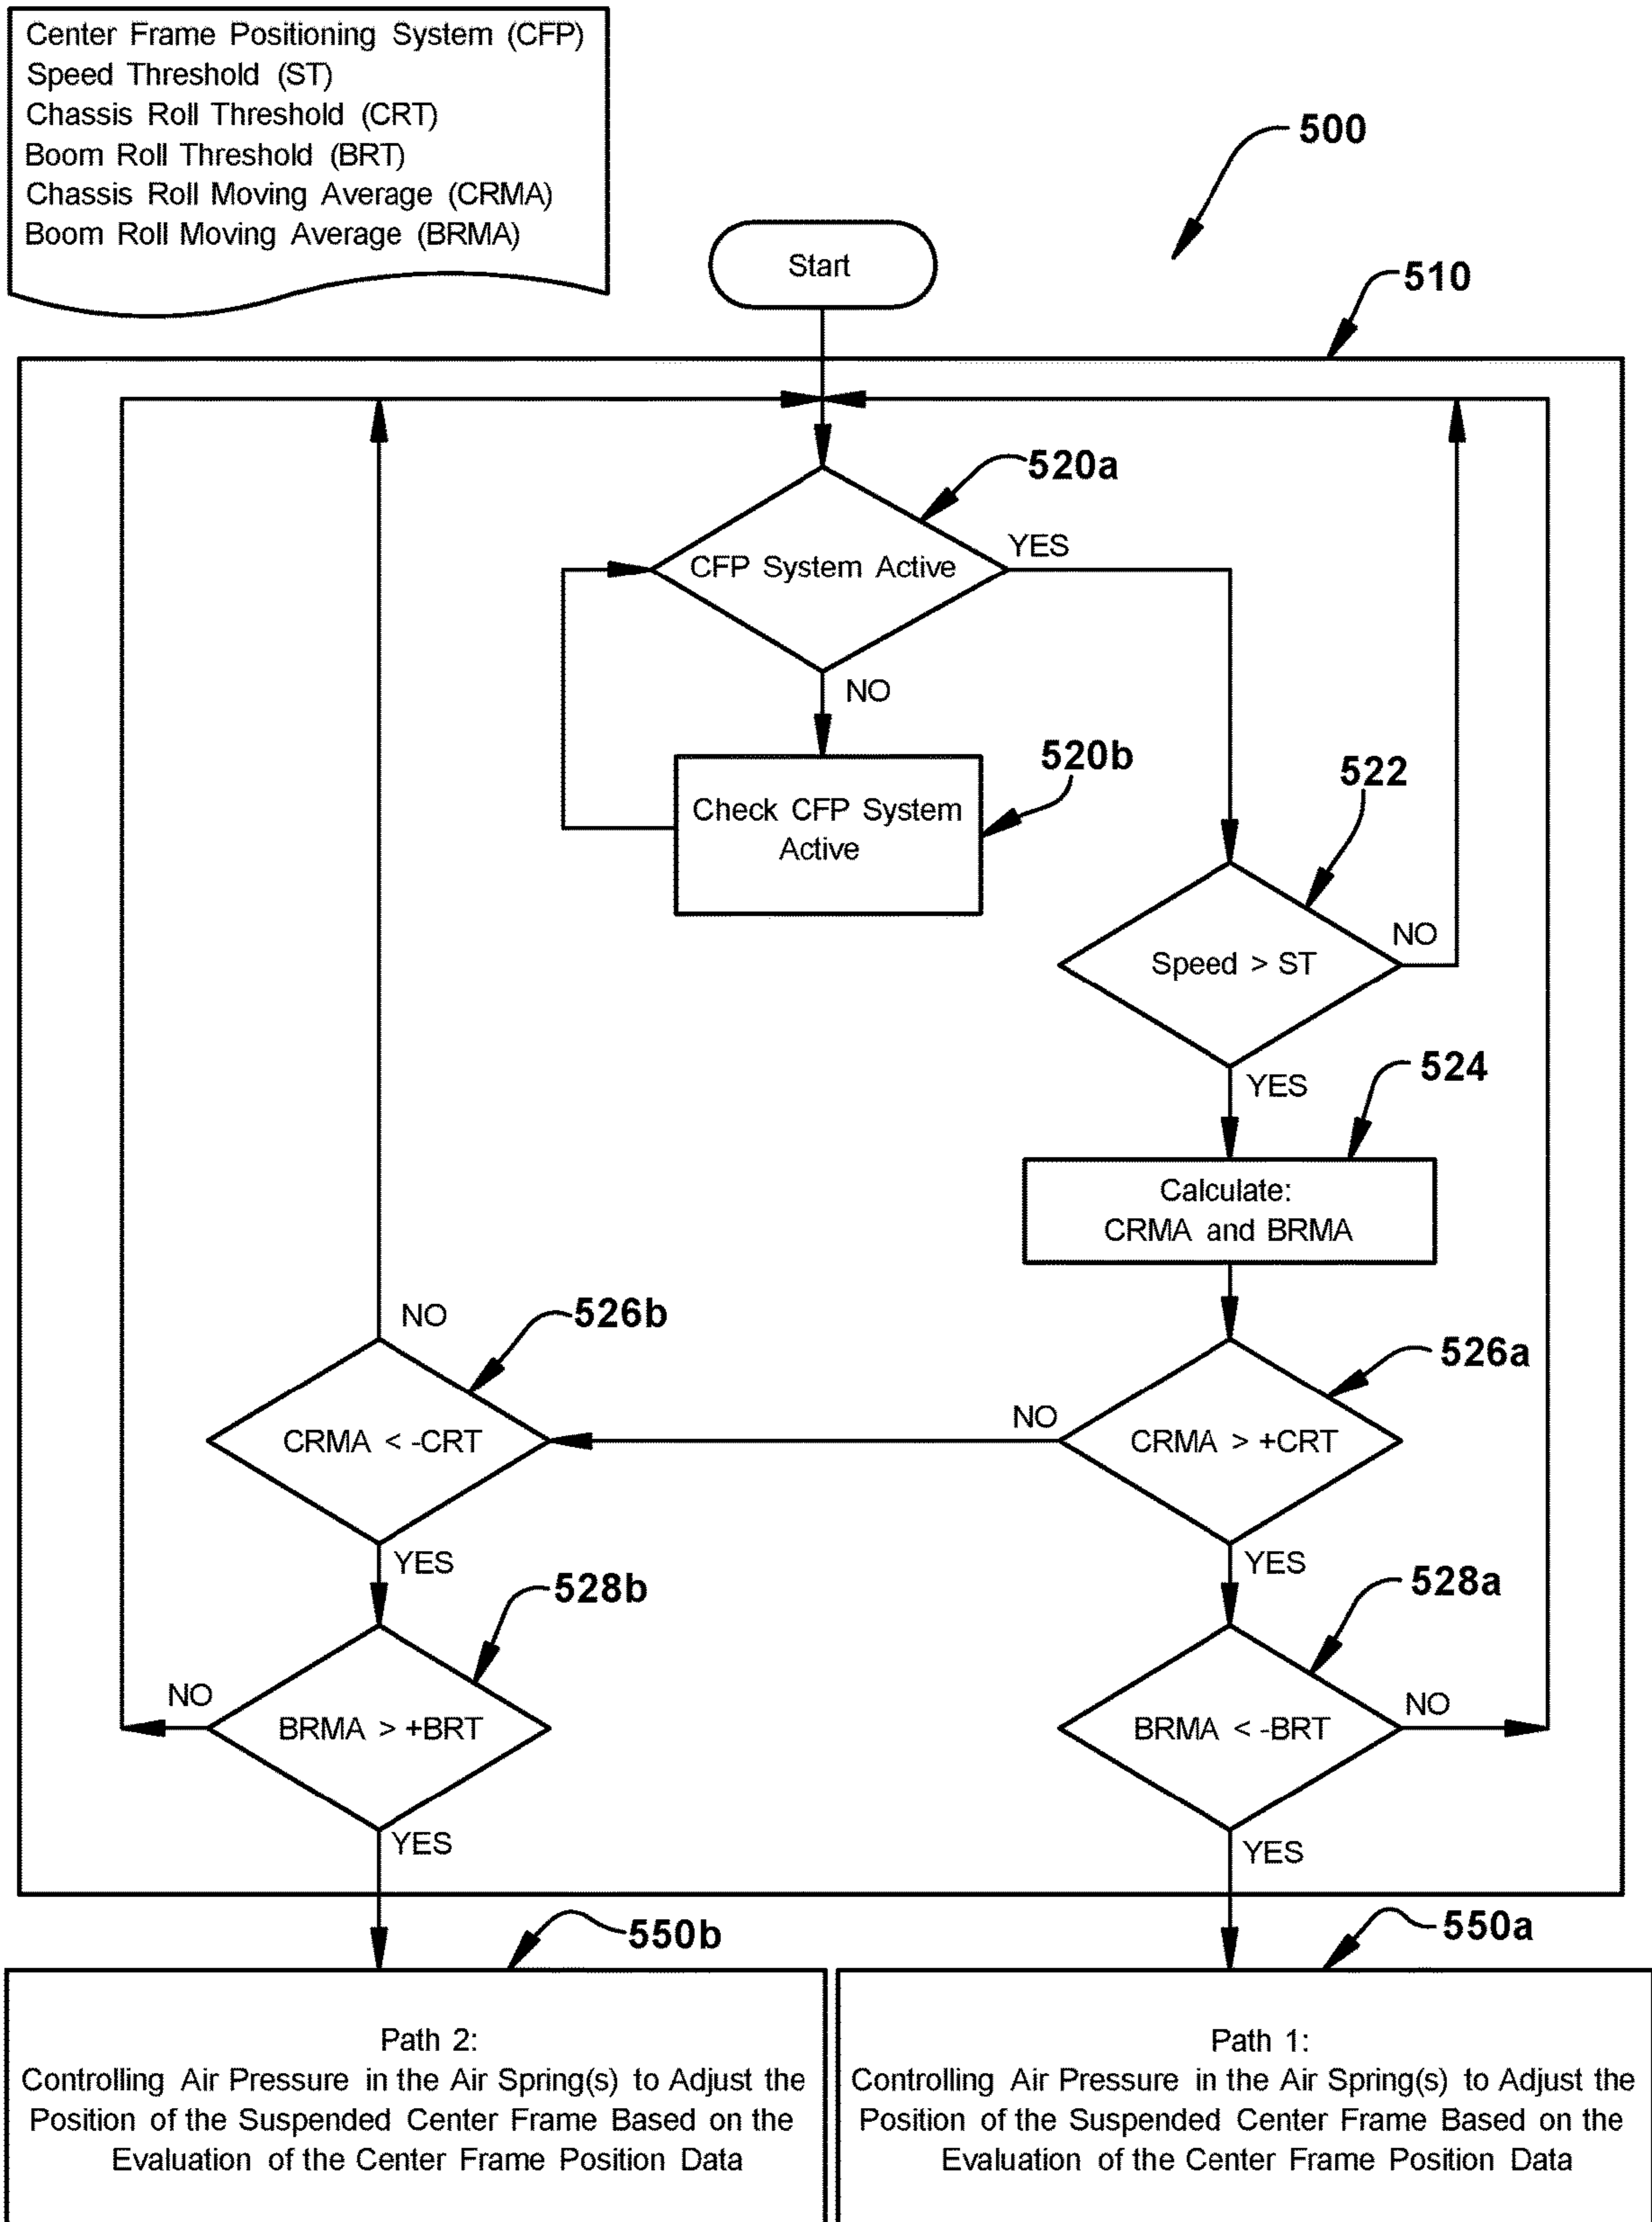 Center Frame Positioning System (CFP)
Speed Threshold (ST)
Chassis Roll Threshold (CRT)
Boom Roll Threshold (BRT)
Chassis Roll Moving Average (CRMA)
Boom Roll Moving Average (BRMA)
500
Start
510
520a
CFP System Active
YES
NO
520b
Check CFP System
Active
522
Speed > ST
NO
YES
524
Calculate:
CRMA and BRMA
NO
526b
526a
CRMA < -CRT
NO
CRMA > +CRT
YES
YES
528b
528a
NO
BRMA > +BRT
BRMA < -BRT
NO
YES
YES
550b
550a
Path 2:
Controlling Air Pressure in the Air Spring(s) to Adjust the
Position of the Suspended Center Frame Based on the
Evaluation of the Center Frame Position Data
Path 1:
Controlling Air Pressure in the Air Spring(s) to Adjust the
Position of the Suspended Center Frame Based on the
Evaluation of the Center Frame Position Data